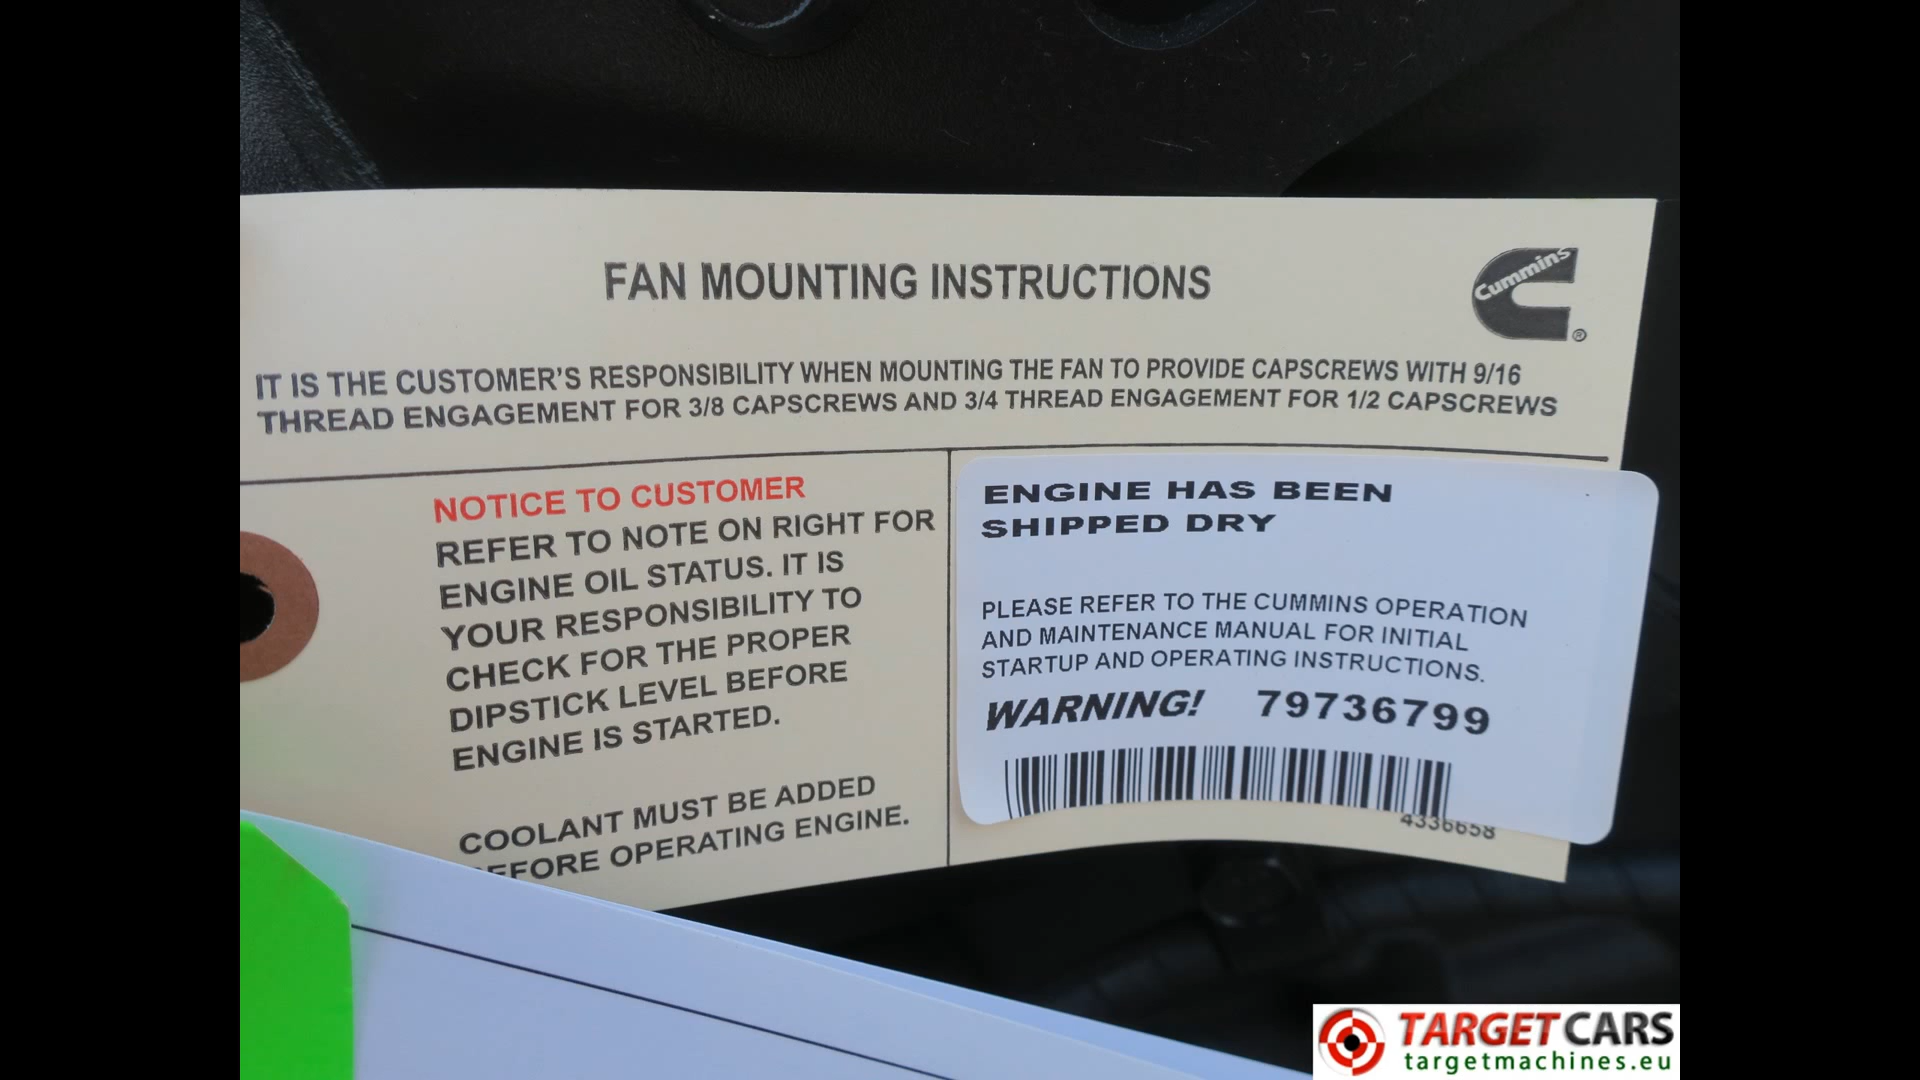 FAN MOUNTING INSTRUCTIONS
Cummins
®
IT IS THE CUSTOMER'S RESPONSIBILITY WHEN MOUNTING THE FAN TO PROVIDE CAPSCREWS WITH 9/16
THREAD ENGAGEMENT FOR 3/8 CAPSCREWS AND 3/4 THREAD ENGAGEMENT FOR 1/2 CAPSCREWS
NOTICE TO CUSTOMER
REFER TO NOTE ON RIGHT FOR
ENGINE OIL STATUS. IT IS
YOUR RESPONSIBILITY TO
CHECK FOR THE PROPER
DIPSTICK LEVEL BEFORE
ENGINE IS STARTED.
COOLANT MUST BE ADDED
BEFORE OPERATING ENGINE.
ENGINE HAS BEEN
SHIPPED DRY
PLEASE REFER TO THE CUMMINS OPERATION
AND MAINTENANCE MANUAL FOR INITIAL
STARTUP AND OPERATING INSTRUCTIONS.
WARNING! 79736799
4336658
TARGET CARS
targetmachines.eu